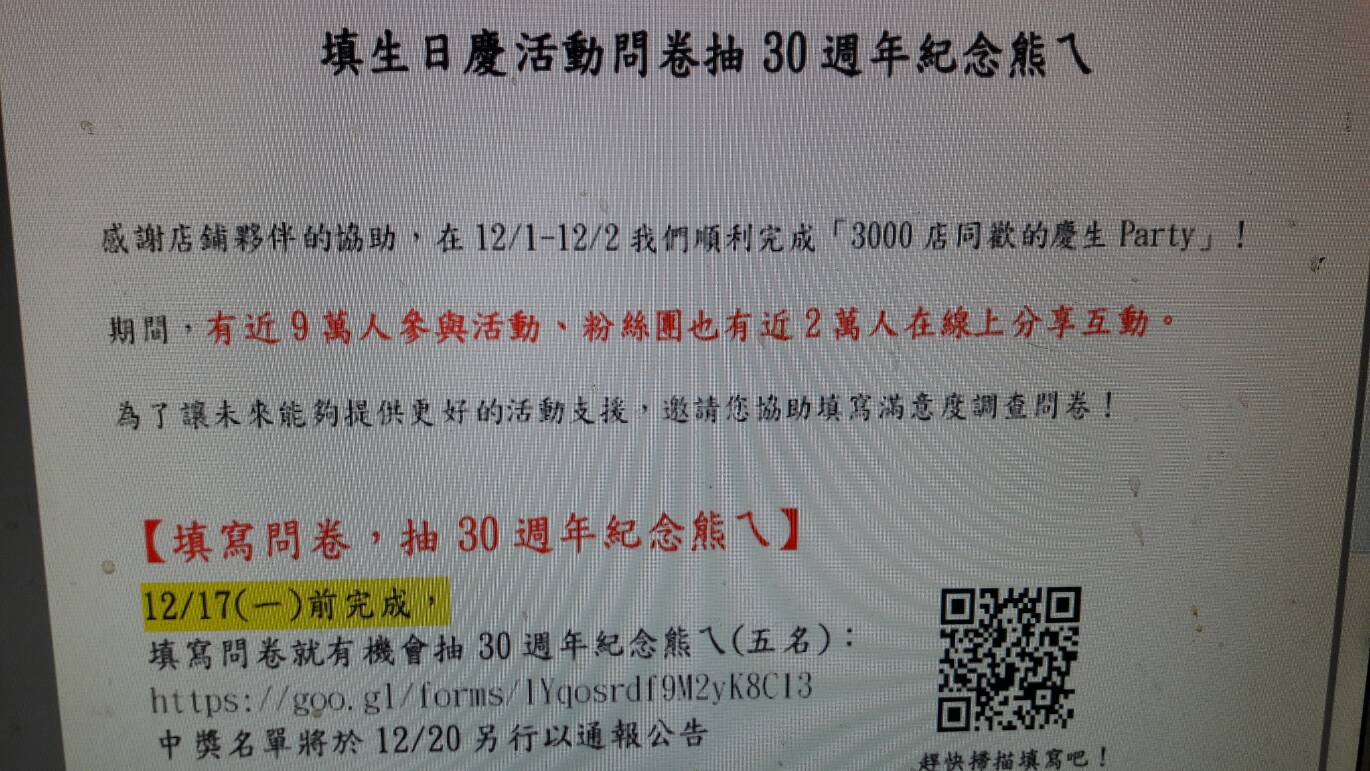 填生日慶活動問卷抽 30 週年紀念熊ㄟ
感謝店鋪夥伴的協助，在 12/1-12/2 我們順利完成「3000 店同歡的慶生 Party」！
期間，有近 9 萬人參與活動、粉絲團也有近 2 萬人在線上分享互動。
為了讓未來能夠提供更好的活動支援，邀請您協助填寫滿意度調查問卷！
【填寫問卷，抽 30 週年紀念熊ㄟ】
12/17(一)前完成，
填寫問卷就有機會抽 30 週年紀念熊ㄟ(五名)：
https://goo.gl/forms/1Yqosrdf9M2yK8C13
中獎名單將於 12/20 另行以通報公告
趕快掃描填寫吧！